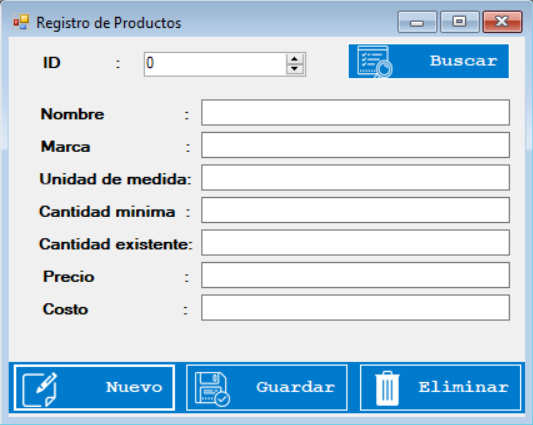 Registro de Productos
ID : 0 Buscar
Nombre :
Marca :
Unidad de medida:
Cantidad minima :
Cantidad existente:
Precio :
Costo :
Nuevo Guardar Eliminar